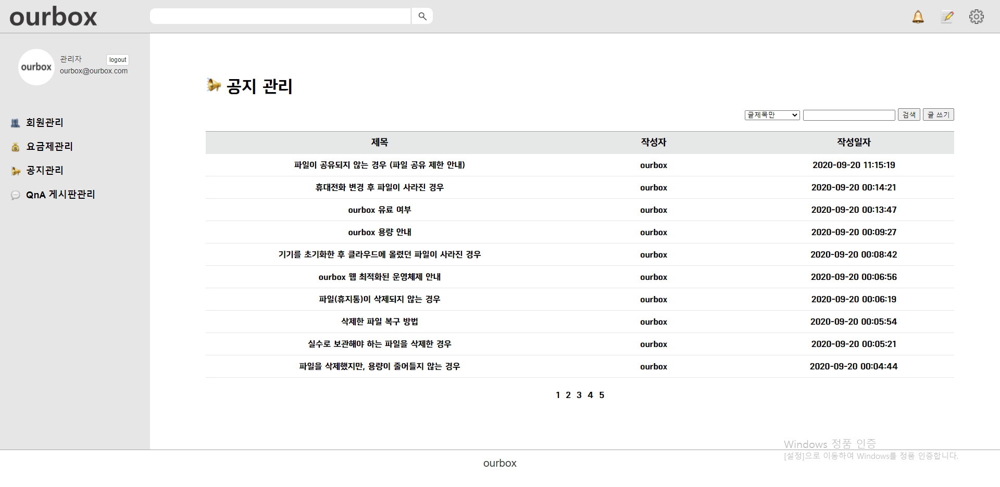 ourbox
ourbox
관리자
logout
ourbox@ourbox.com
회원관리
요금제관리
공지관리
QnA 게시판관리
공지 관리
글제목만 검색 글 쓰기
제목 작성자 작성일자
파일이 공유되지 않는 경우 (파일 공유 제한 안내) ourbox 2020-09-20 11:15:19
휴대전화 변경 후 파일이 사라진 경우 ourbox 2020-09-20 00:14:21
ourbox 유료 여부 ourbox 2020-09-20 00:13:47
ourbox 용량 안내 ourbox 2020-09-20 00:09:27
기기를 초기화한 후 클라우드에 올렸던 파일이 사라진 경우 ourbox 2020-09-20 00:08:42
ourbox 웹 최적화된 운영체제 안내 ourbox 2020-09-20 00:06:56
파일(휴지통)이 삭제되지 않는 경우 ourbox 2020-09-20 00:06:19
삭제한 파일 복구 방법 ourbox 2020-09-20 00:05:54
실수로 보관해야 하는 파일을 삭제한 경우 ourbox 2020-09-20 00:05:21
파일을 삭제했지만, 용량이 줄어들지 않는 경우 ourbox 2020-09-20 00:04:44
1 2 3 4 5
Windows 정품 인증
[설정]으로 이동하여 Windows를 정품 인증합니다.
ourbox